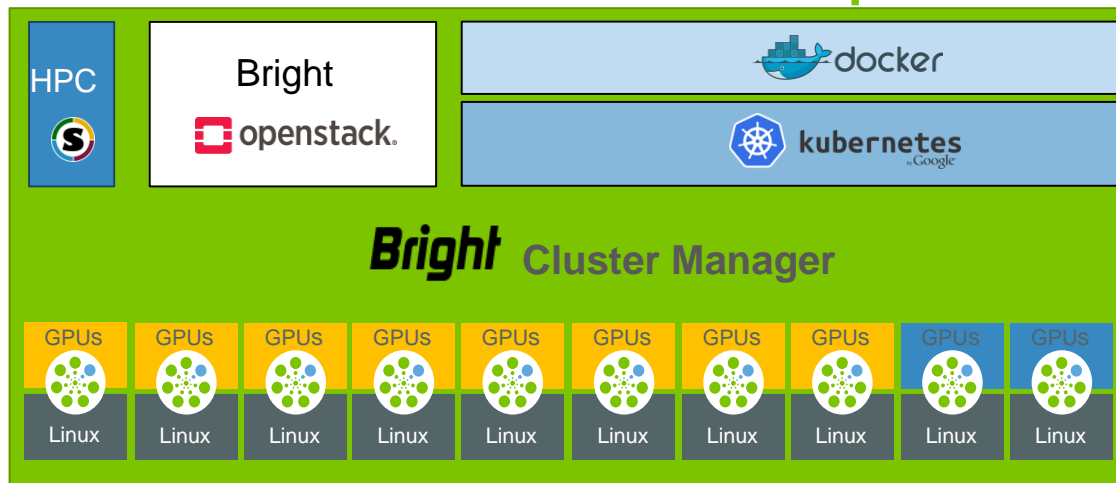 HPC
S
Bright
openstack.
docker
kubernetes
by Google
Bright Cluster Manager
GPUs GPUs GPUs GPUs GPUs GPUs GPUs GPUs GPUs GPUs
Linux Linux Linux Linux Linux Linux Linux Linux Linux Linux